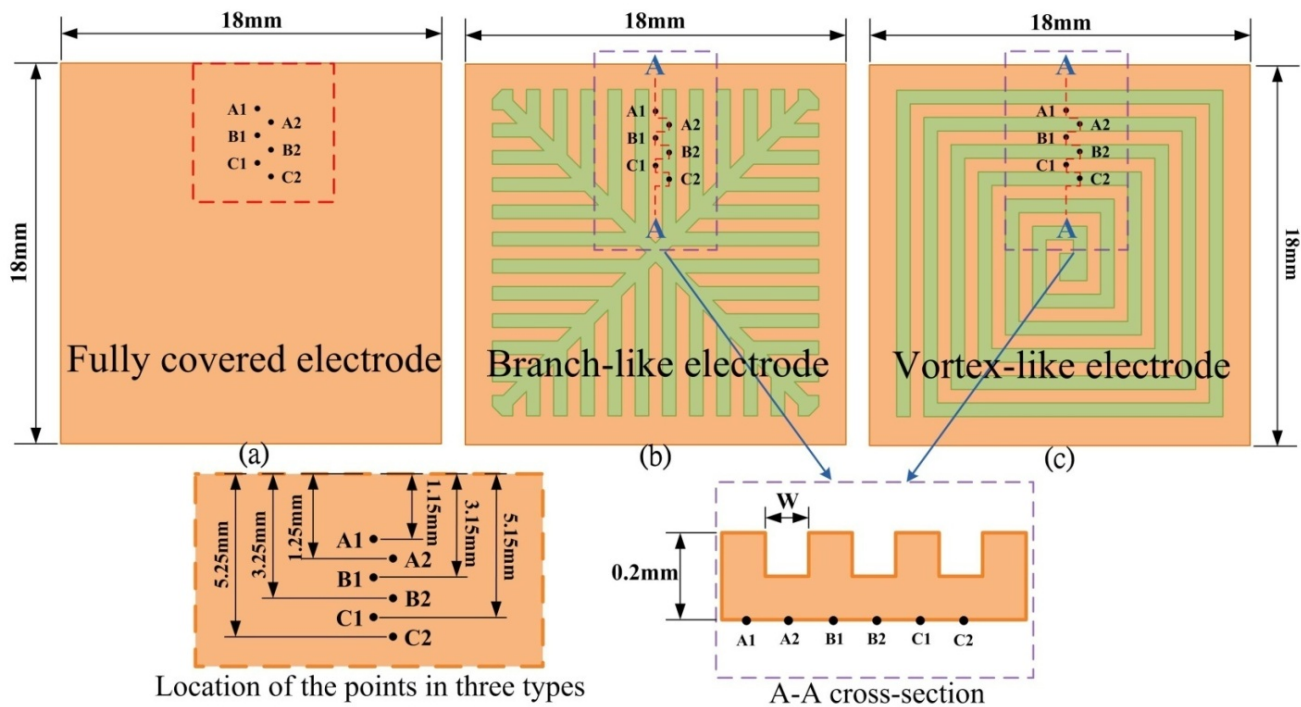 18mm
18mm
18mm
18mm
A1
A2
B1
B2
C1
C2
Fully covered electrode
(a)
A
A1
A2
B1
B2
C1
C2
A
Branch-like electrode
(b)
A
A1
A2
B1
B2
C1
C2
A
18mm
Vortex-like electrode
(c)
5.25mm
3.25mm
1.25mm
1.15mm
3.15mm
5.15mm
A1
A2
B1
B2
C1
C2
Location of the points in three types
W
0.2mm
A1 A2 B1 B2 C1 C2
A-A cross-section